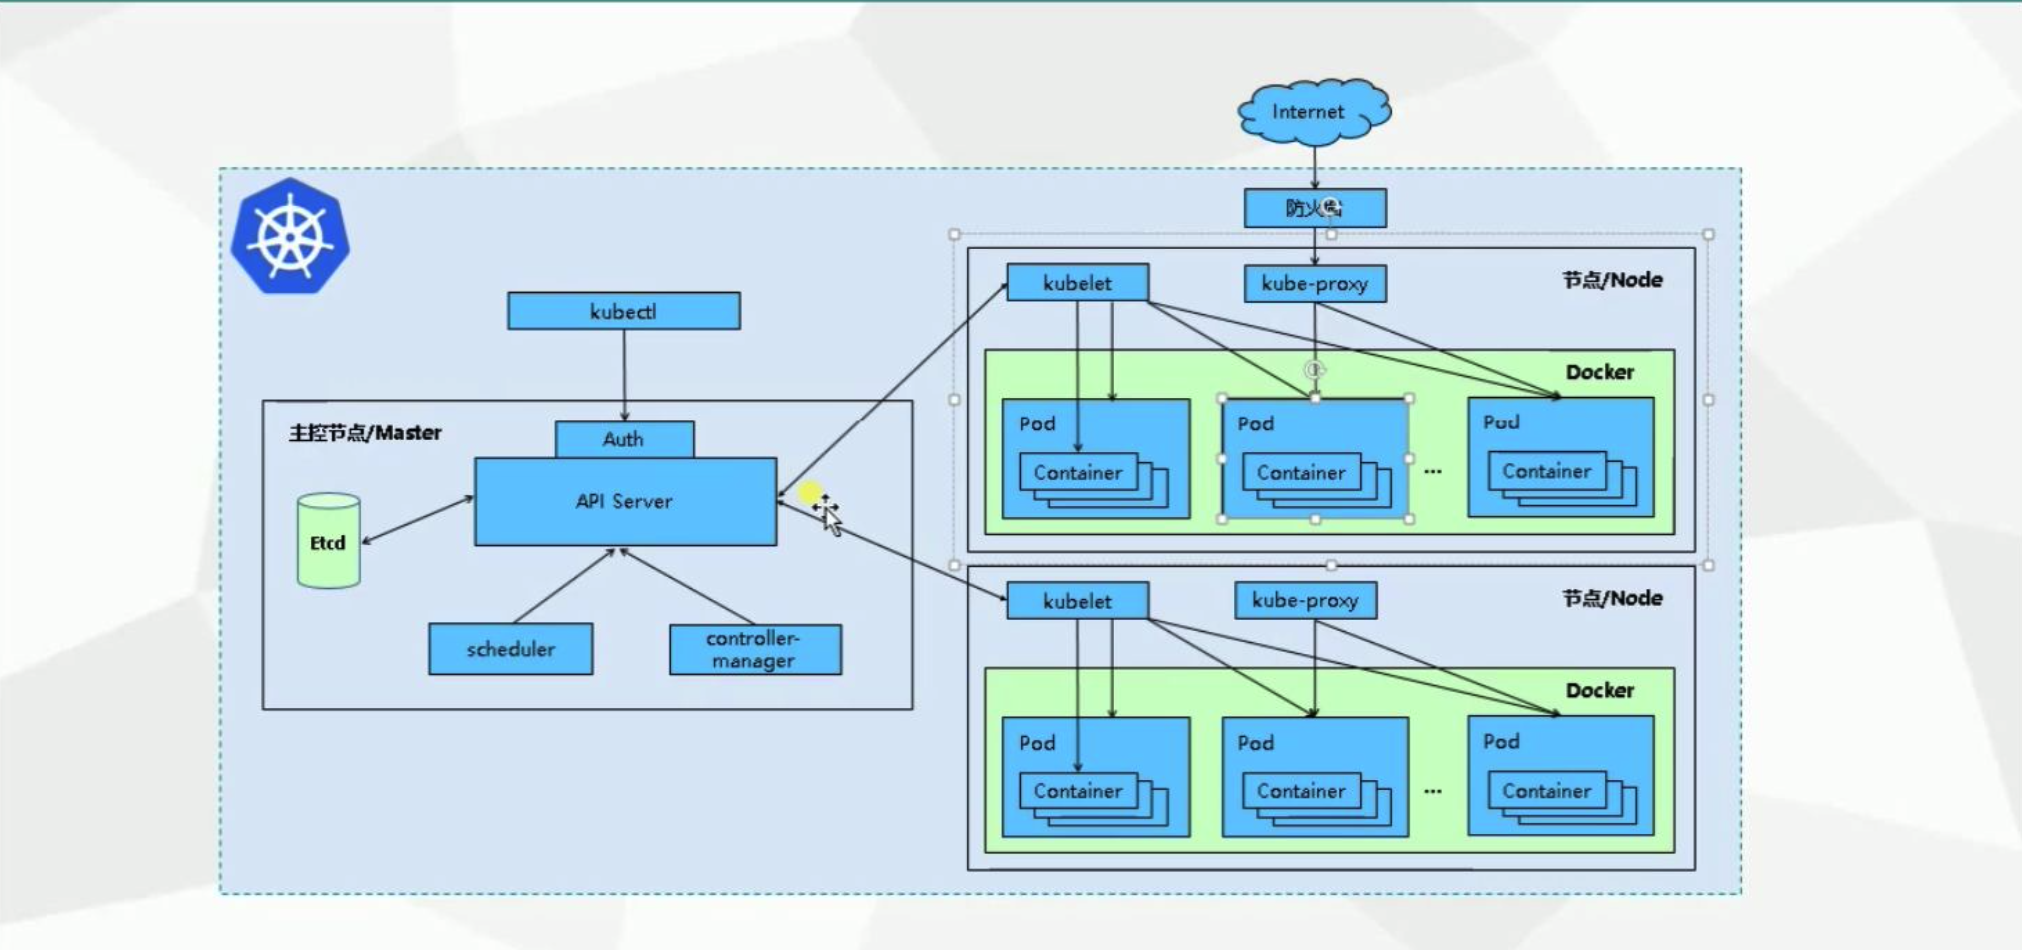 Internet
防火墙
kubelet
kube-proxy
节点/Node
kubectl
Docker
主控节点/Master
Auth
API Server
Etcd
scheduler
controller-
manager
Pod
Container
Pod
Container
...
Pod
Container
kubelet
kube-proxy
节点/Node
Docker
Pod
Container
Pod
Container
...
Pod
Container